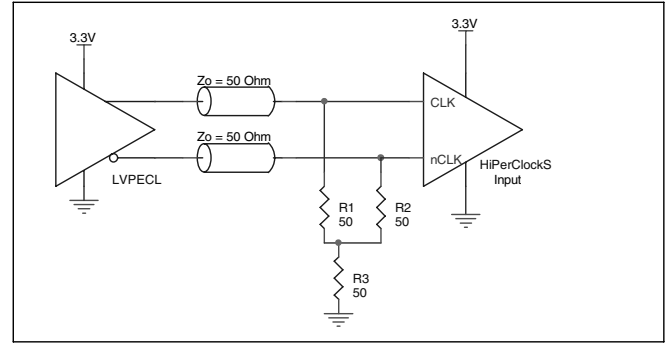 3.3V
3.3V
Zo = 50 Ohm
CLK
Zo = 50 Ohm
nCLK
LVPECL
HiPerClockS
Input
R1
50
R2
50
R3
50